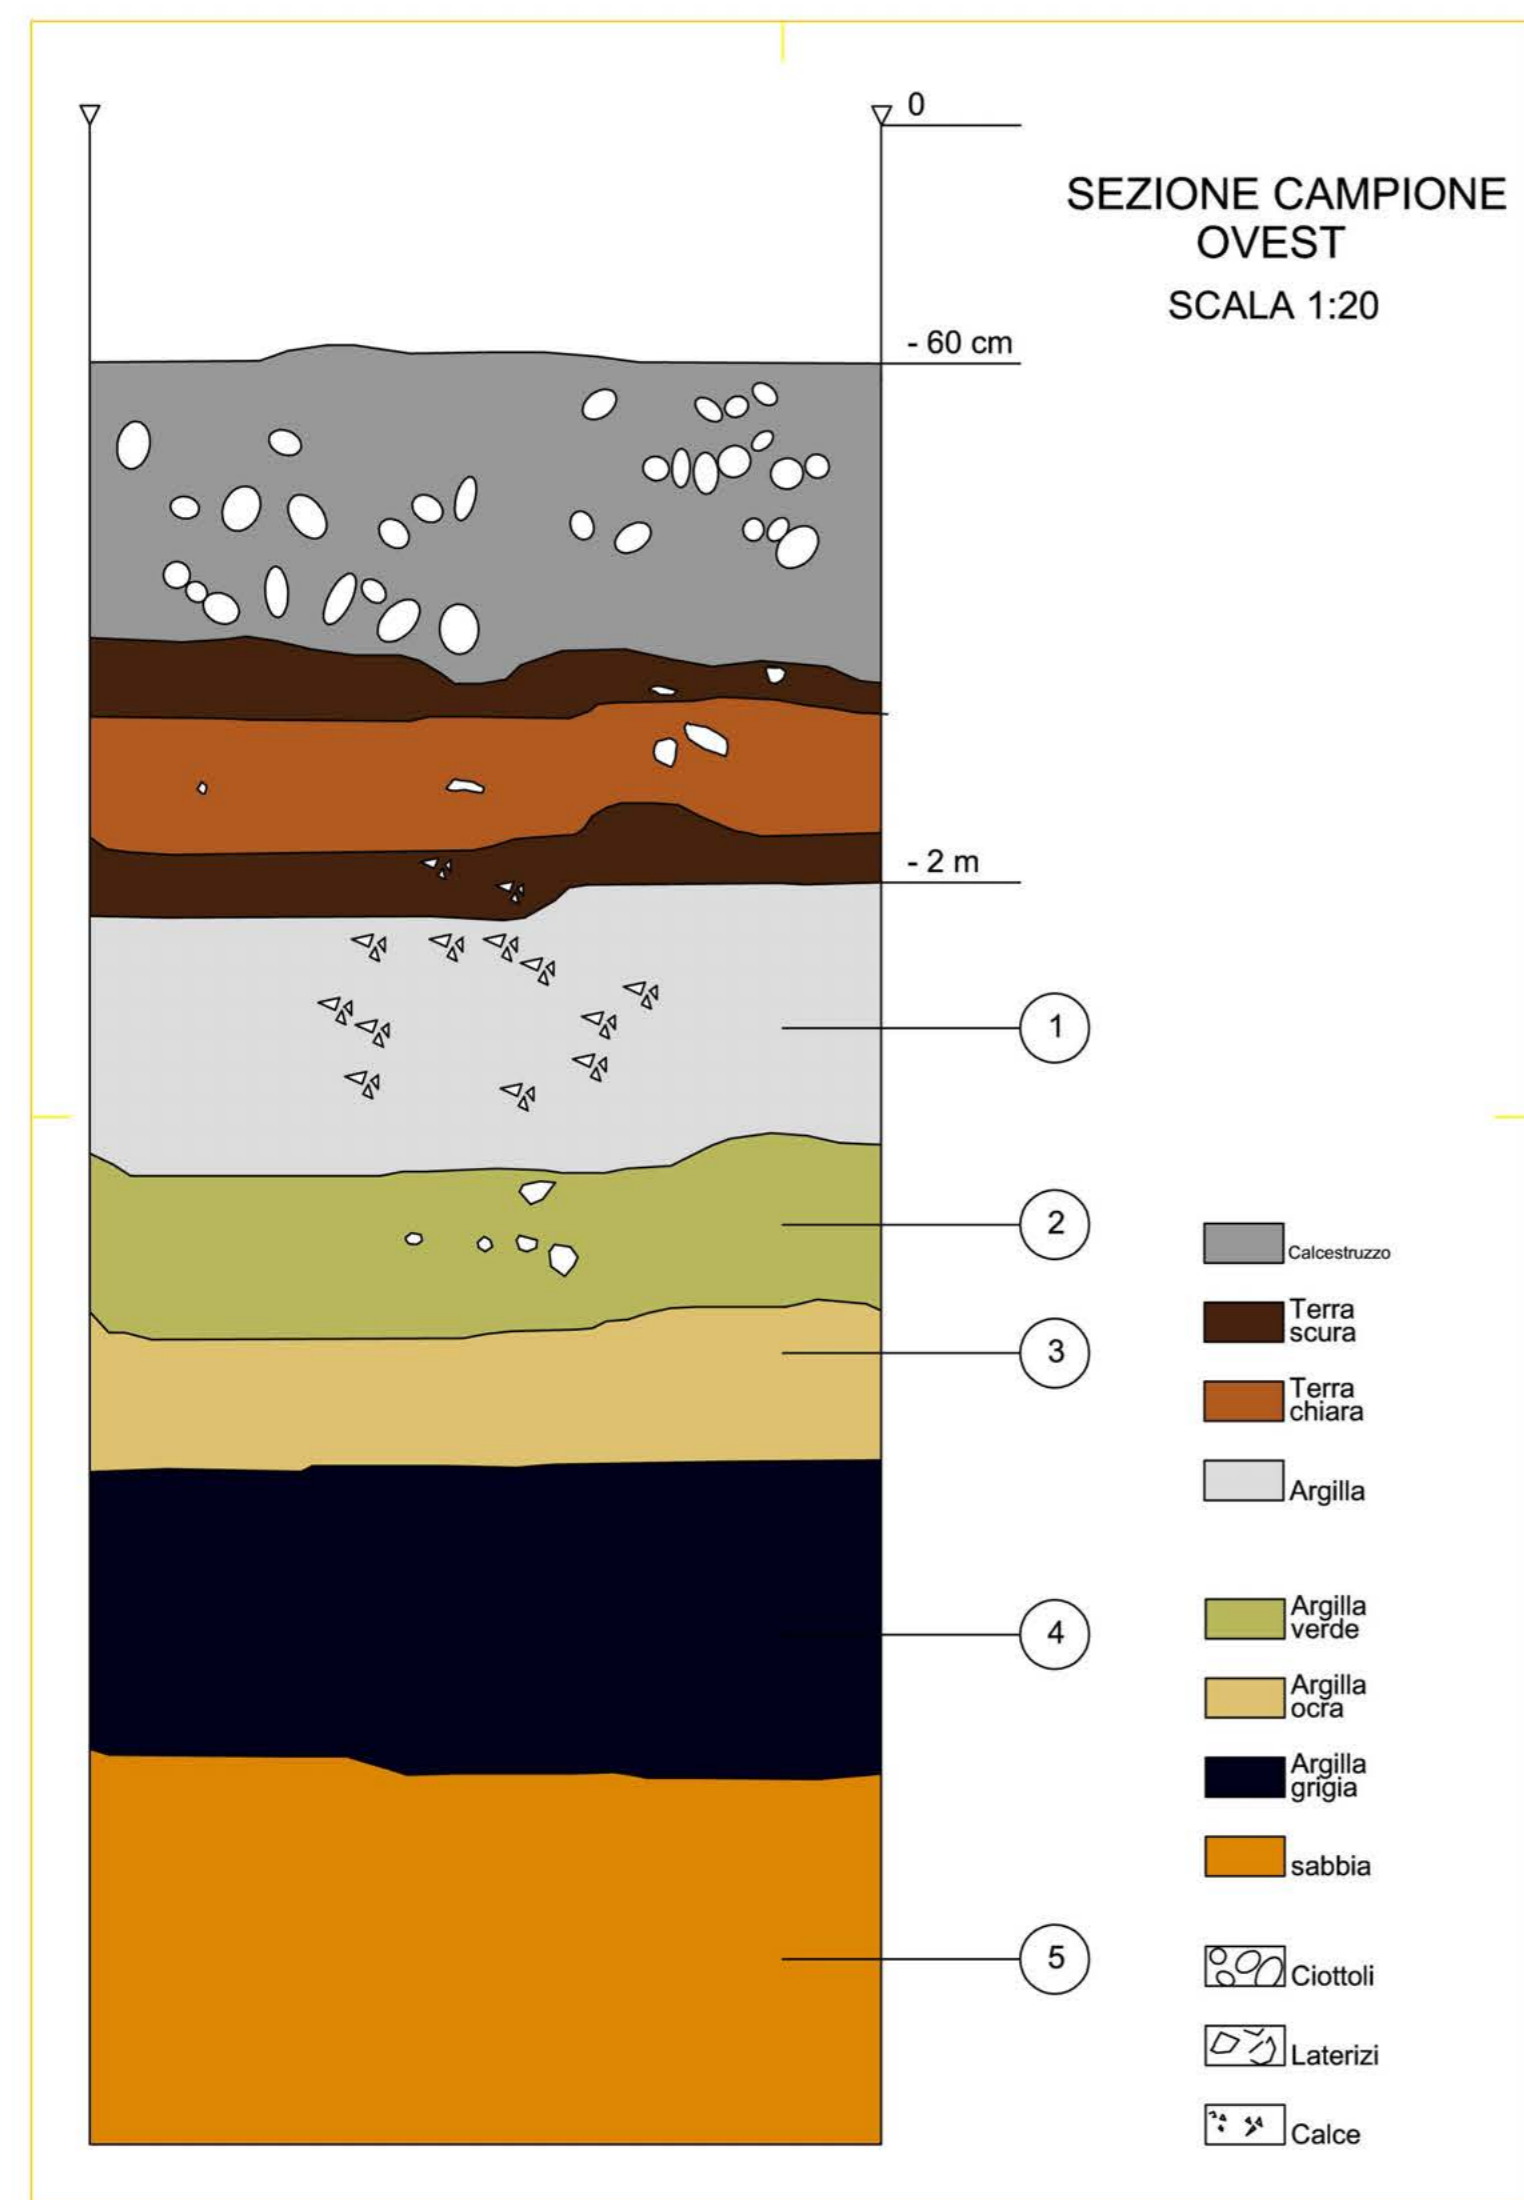 0
SEZIONE CAMPIONE
OVEST
SCALA 1:20
- 60 cm
- 2 m
1
2
3
4
5
Calcestruzzo
Terra
scura
Terra
chiara
Argilla
Argilla
verde
Argilla
ocra
Argilla
grigia
sabbia
Ciottoli
Laterizi
Calce